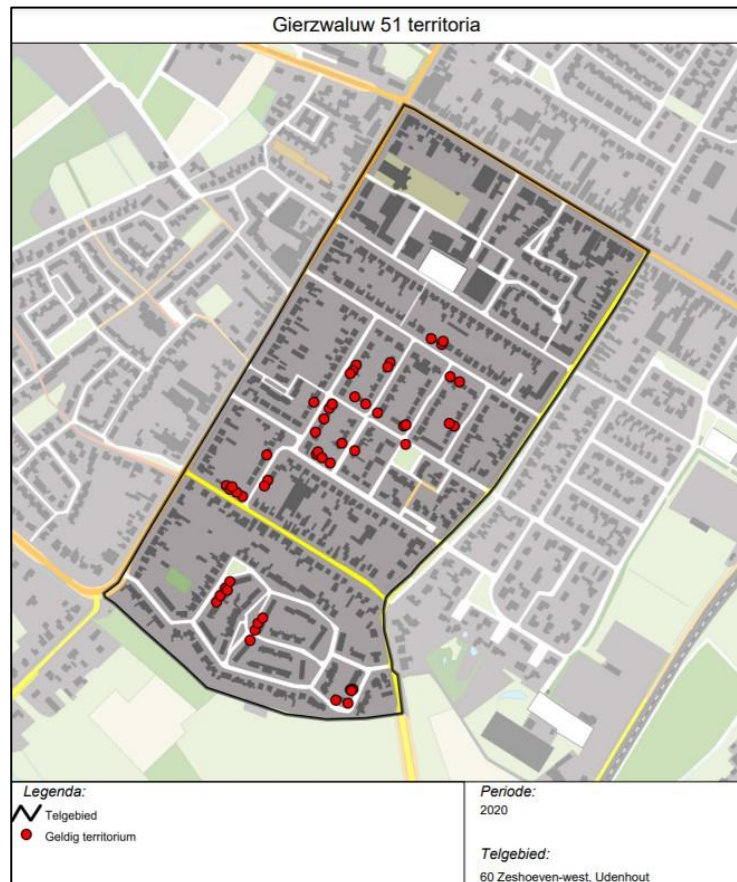 Gierzwaluw 51 territoria
Legenda:
Telgebied
Geldig territorium
Periode:
2020
Telgebied:
60 Zeshoeven-west, Udenhout